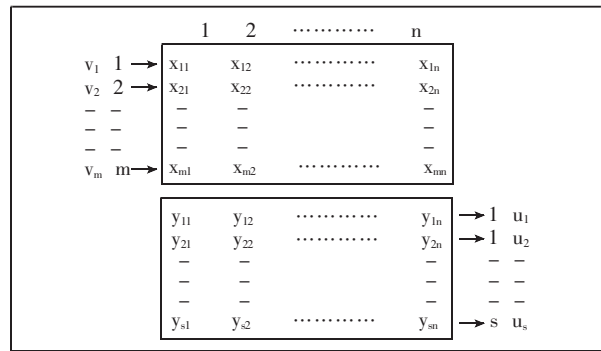 1 2 ………… n
v₁ 1 x₁₁ x₁₂ ………… x₁ₙ
v₂ 2 x₂₁ x₂₂ ………… x₂ₙ
– – – – –
– – – – –
– – – – –
vₘ m xₘ₁ xₘ₂ ………… xₘₙ
y₁₁ y₁₂ ………… y₁ₙ 1 u₁
y₂₁ y₂₂ ………… y₂ₙ 1 u₂
– – – – –
– – – – –
– – – – –
yₛ₁ yₛ₂ ………… yₛₙ s uₛ